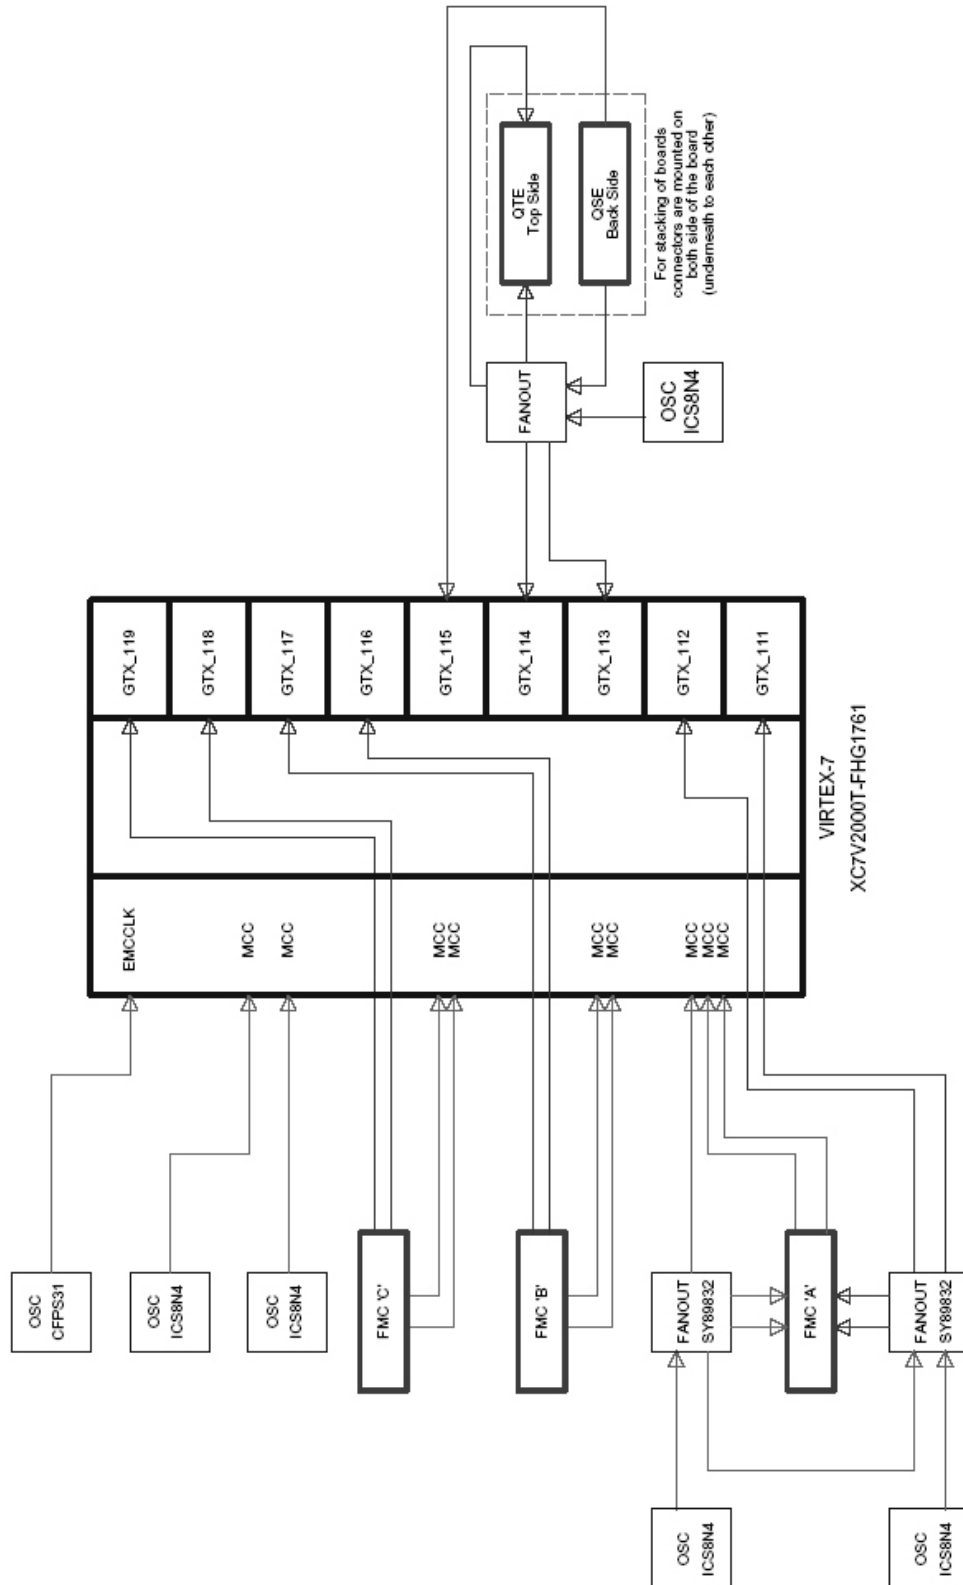 QTE
Top Side
QSE
Back Side
For stacking of boards
connectors are mounted on
both side of the board
(underneath to each other)
FANOUT
OSC
ICS8N4
GTX_119
GTX_118
GTX_117
GTX_116
GTX_115
GTX_114
GTX_113
GTX_112
GTX_111
VIRTEX-7
XC7V2000T-FHG1761
EMCCLK
MCC
MCC
MCC
MCC
MCC
MCC
MCC
MCC
MCC
OSC
CFPS31
OSC
ICS8N4
OSC
ICS8N4
FMC 'C'
FMC 'B'
FANOUT
SY89832
FMC 'A'
FANOUT
SY89832
OSC
ICS8N4
OSC
ICS8N4